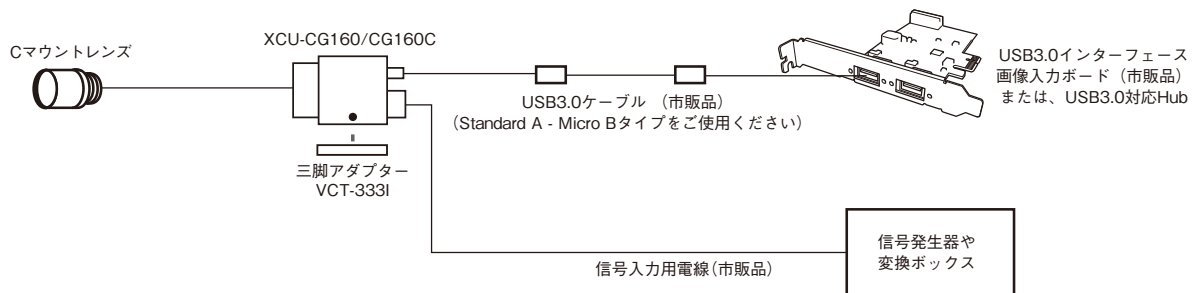 Cマウントレンズ
XCU-CG160/CG160C
三脚アダプター
VCT-333I
USB3.0ケーブル （市販品）
（Standard A - Micro Bタイプをご使用ください）
USB3.0インターフェース
画像入力ボード（市販品）
または、USB3.0対応Hub
信号入力用電線（市販品）
信号発生器や
変換ボックス